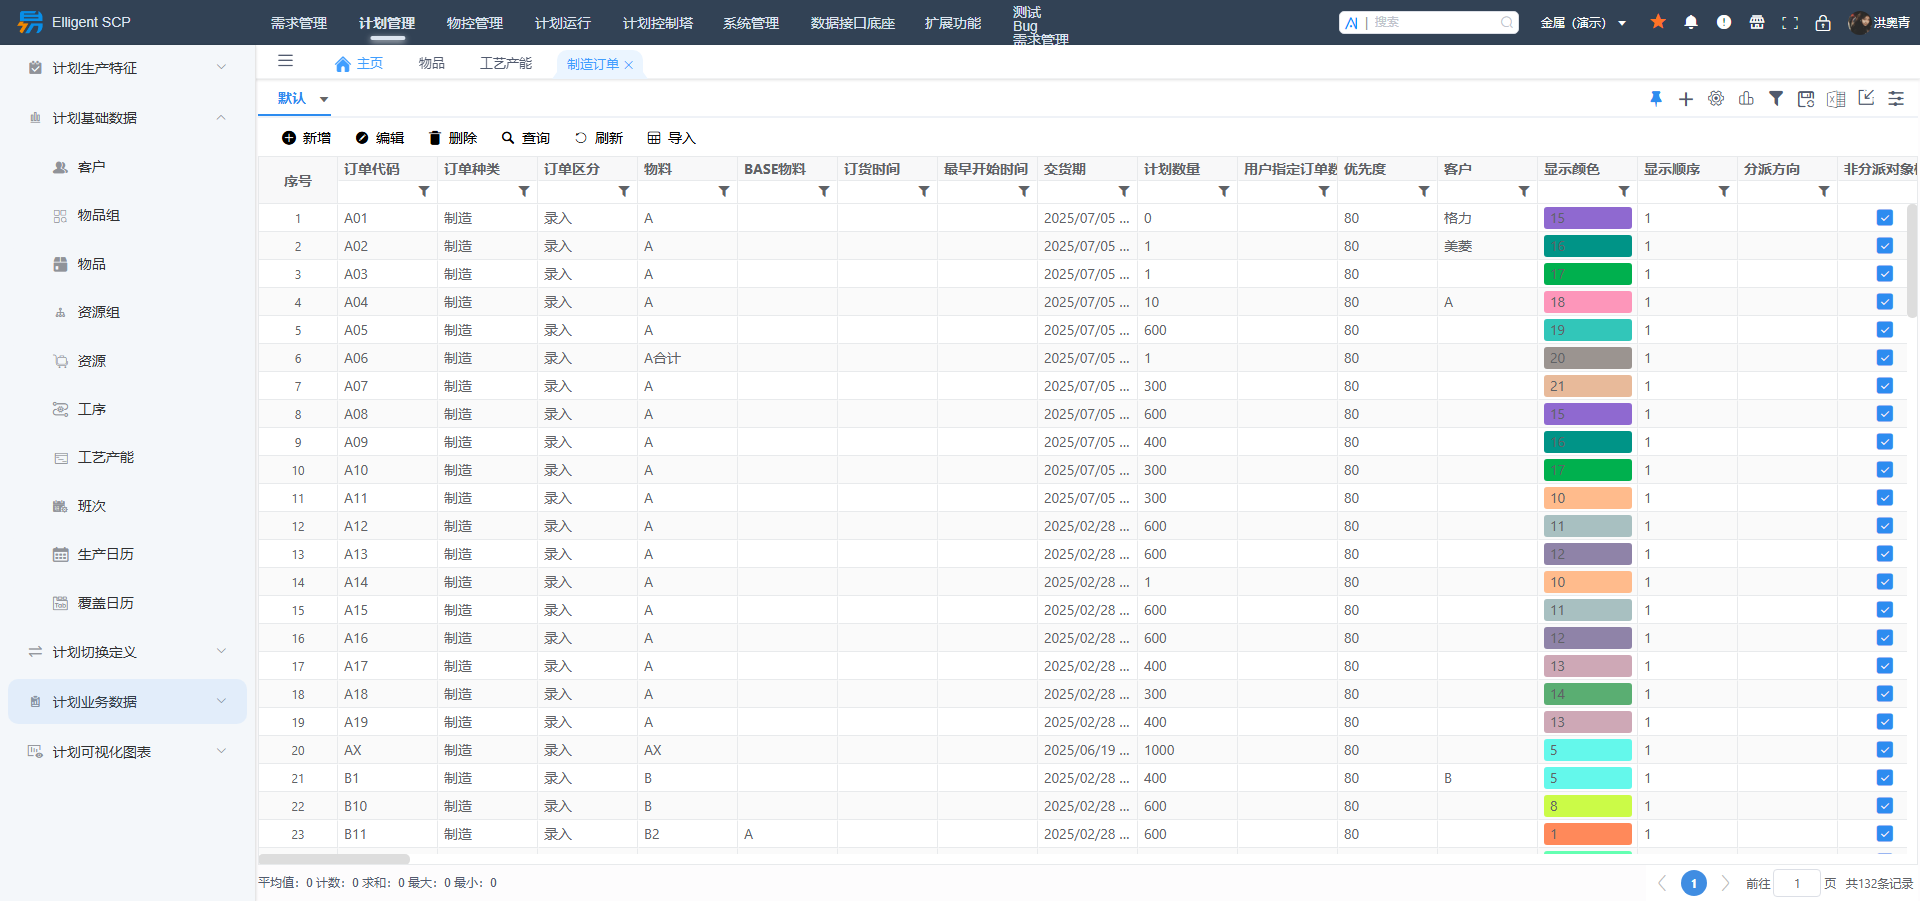 Elligent SCP
需求管理 计划管理 物控管理 计划运行 计划控制塔 系统管理 数据接口底座 扩展功能 测试
Bug
需求管理
AI | 搜索 金属（演示） 洪奥青
计划生产特征
计划基础数据
客户
物品组
物品
资源组
资源
工序
工艺产能
班次
生产日历
覆盖日历
计划切换定义
计划业务数据
计划可视化图表
主页 物品 工艺产能 制造订单
默认
新增 编辑 删除 查询 刷新 导入
序号 订单代码 订单种类 订单区分 物料 BASE物料 订货时间 最早开始时间 交货期 计划数量 用户指定订单数 优先度 客户 显示颜色 显示顺序 分派方向 非分派对象标
1 A01 制造 录入 A 2025/07/05 ... 0 80 格力 15 1
2 A02 制造 录入 A 2025/07/05 ... 1 80 美菱 16 1
3 A03 制造 录入 A 2025/07/05 ... 1 80 17 1
4 A04 制造 录入 A 2025/07/05 ... 10 80 A 18 1
5 A05 制造 录入 A 2025/07/05 ... 600 80 19 1
6 A06 制造 录入 A合计 2025/07/05 ... 1 80 20 1
7 A07 制造 录入 A 2025/07/05 ... 300 80 21 1
8 A08 制造 录入 A 2025/07/05 ... 600 80 15 1
9 A09 制造 录入 A 2025/07/05 ... 400 80 16 1
10 A10 制造 录入 A 2025/07/05 ... 300 80 17 1
11 A11 制造 录入 A 2025/07/05 ... 300 80 10 1
12 A12 制造 录入 A 2025/02/28 ... 600 80 11 1
13 A13 制造 录入 A 2025/02/28 ... 600 80 12 1
14 A14 制造 录入 A 2025/02/28 ... 1 80 10 1
15 A15 制造 录入 A 2025/02/28 ... 600 80 11 1
16 A16 制造 录入 A 2025/02/28 ... 600 80 12 1
17 A17 制造 录入 A 2025/02/28 ... 400 80 13 1
18 A18 制造 录入 A 2025/02/28 ... 300 80 14 1
19 A19 制造 录入 A 2025/02/28 ... 400 80 13 1
20 AX 制造 录入 AX 2025/06/19 ... 1000 80 5 1
21 B1 制造 录入 B 2025/02/28 ... 400 80 B 5 1
22 B10 制造 录入 B 2025/02/28 ... 600 80 8 1
23 B11 制造 录入 B2 A 2025/02/28 ... 600 80 1 1
平均值：0 计数：0 求和：0 最大：0 最小：0
1 前往 1 页 共132条记录